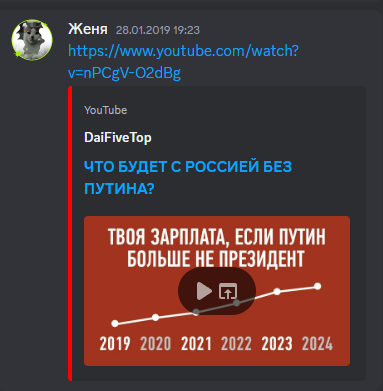 Женя 28.01.2019 19:23
https://www.youtube.com/watch?
v=nPCgV-O2dBg
YouTube
DaiFiveTop
ЧТО БУДЕТ С РОССИЕЙ БЕЗ
ПУТИНА?
ТВОЯ ЗАРПЛАТА, ЕСЛИ ПУТИН
БОЛЬШЕ НЕ ПРЕЗИДЕНТ
2019 2020 2021 2022 2023 2024